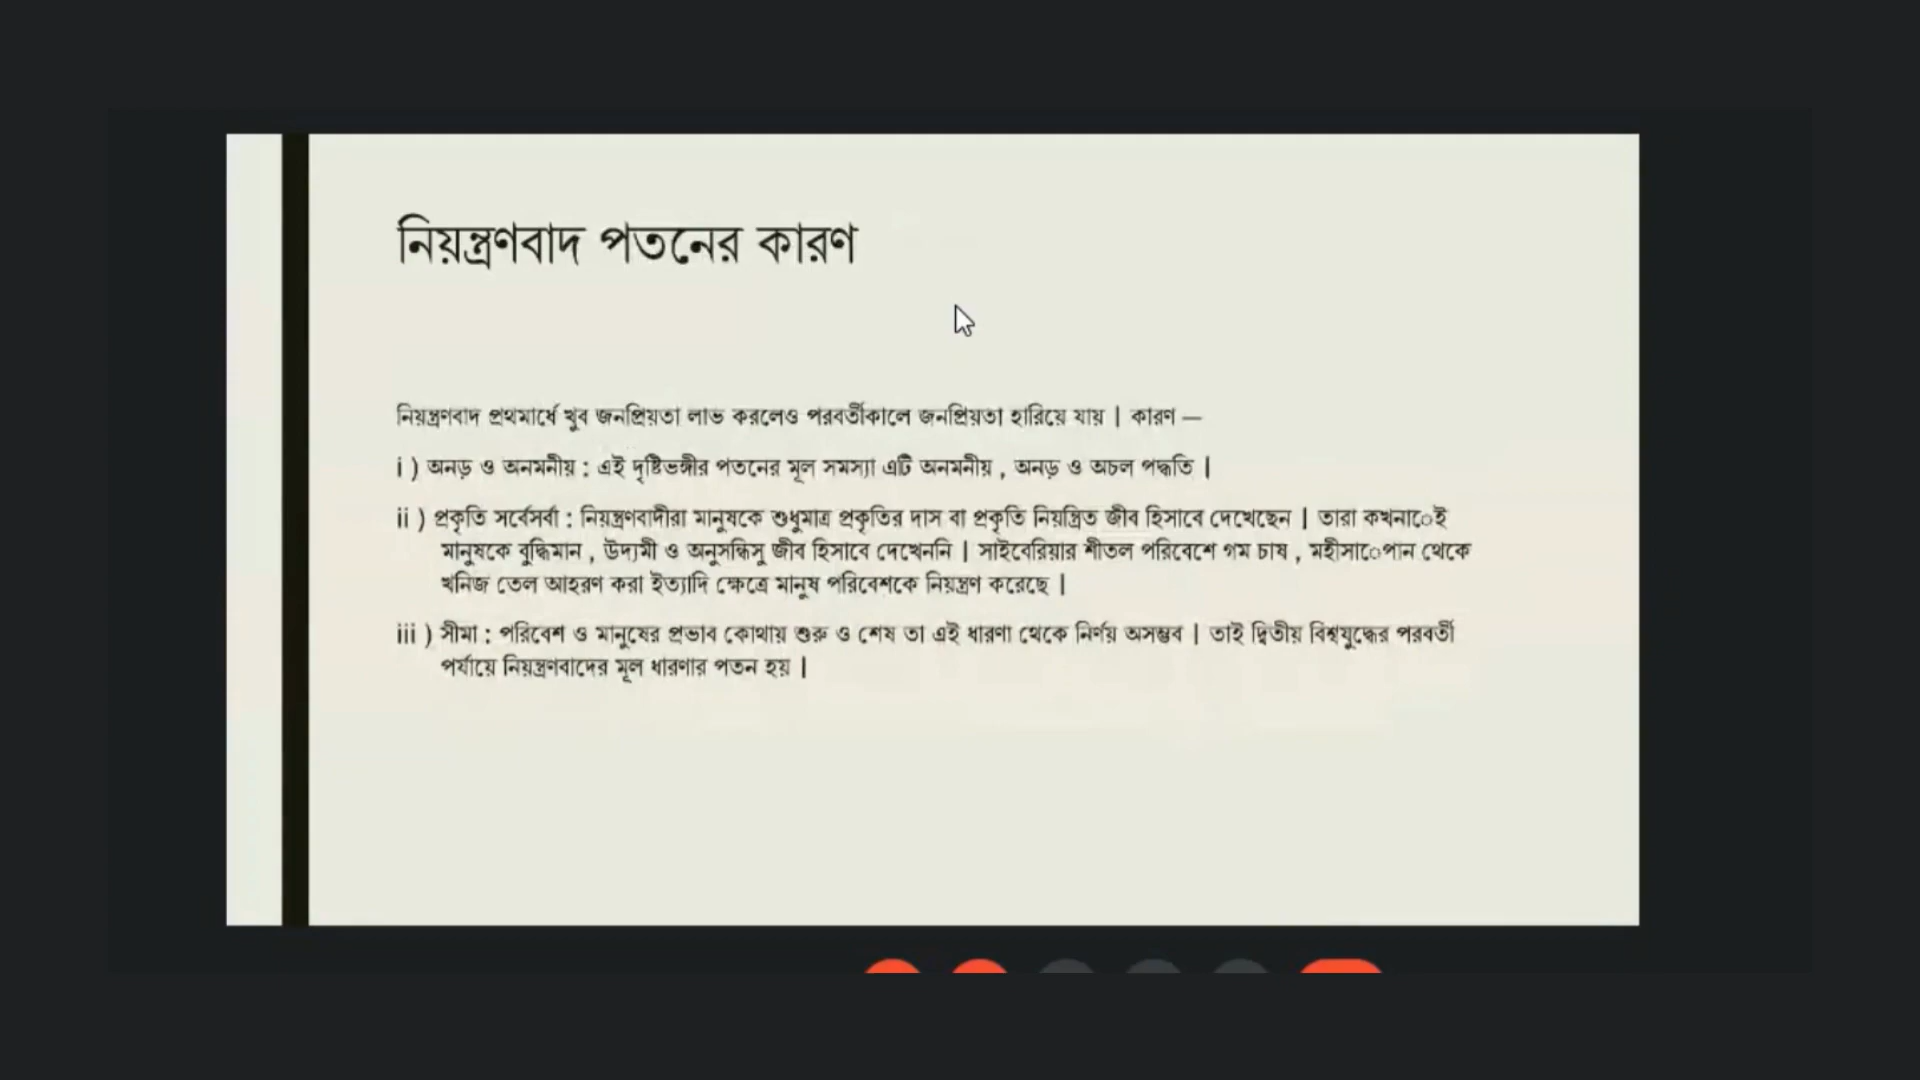 নিয়ন্ত্রণবাদ পতনের কারণ
নিয়ন্ত্রণবাদ প্রথমার্ধে খুব জনপ্রিয়তা লাভ করলেও পরবর্তীকালে জনপ্রিয়তা হারিয়ে যায় | কারণ —
i ) অনড় ও অনমনীয় : এই দৃষ্টিভঙ্গীর পতনের মূল সমস্যা এটি অনমনীয় , অনড় ও অচল পদ্ধতি |
ii ) প্রকৃতি সর্বেসর্বা : নিয়ন্ত্রণবাদীরা মানুষকে শুধুমাত্র প্রকৃতির দাস বা প্রকৃতি নিয়ন্ত্রিত জীব হিসাবে দেখেছেন | তারা কখনােেই
মানুষকে বুদ্ধিমান , উদ্যমী ও অনুসন্ধিসু জীব হিসাবে দেখেননি | সাইবেরিয়ার শীতল পরিবেশে গম চাষ , মহীসােেপান থেকে
খনিজ তেল আহরণ করা ইত্যাদি ক্ষেত্রে মানুষ পরিবেশকে নিয়ন্ত্রণ করেছে |
iii ) সীমা : পরিবেশ ও মানুষের প্রভাব কোথায় শুরু ও শেষ তা এই ধারণা থেকে নির্ণয় অসম্ভব | তাই দ্বিতীয় বিশ্বযুদ্ধের পরবর্তী
পর্যায়ে নিয়ন্ত্রণবাদের মূল ধারণার পতন হয় |